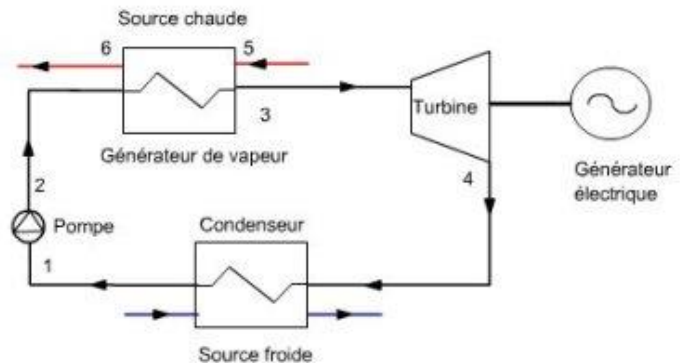 Source chaude
6
5
3
Turbine
Générateur de vapeur
4
Générateur
électrique
2
Pompe
Condenseur
1
Source froide